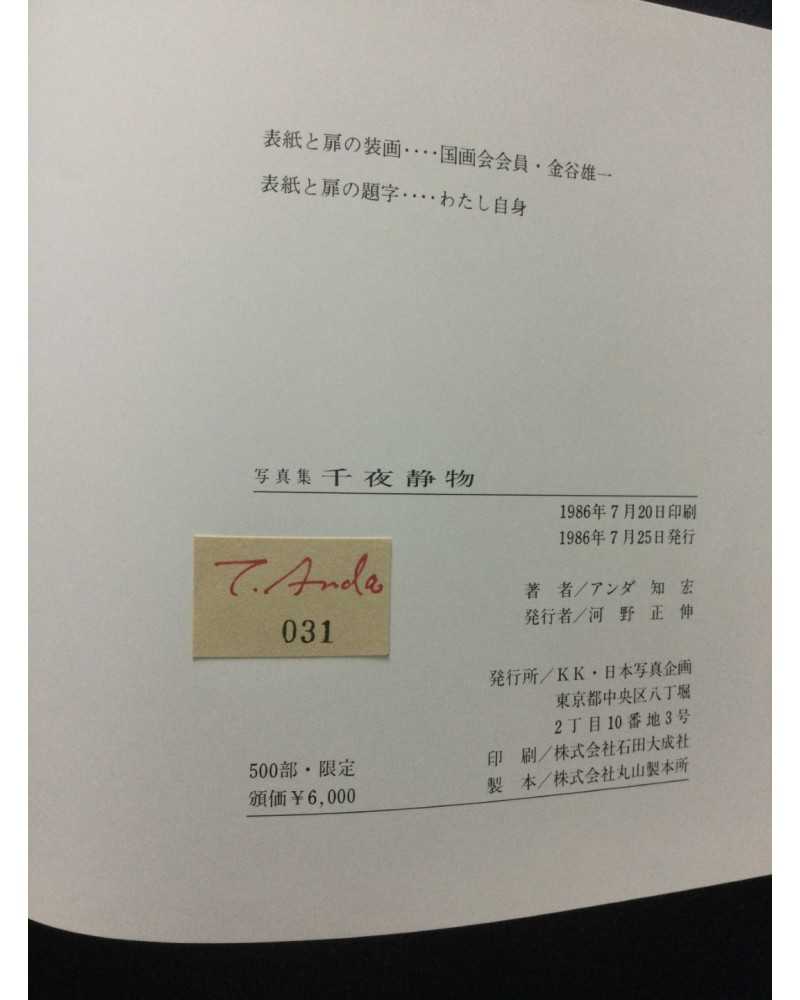 表紙と扉の装画‥‥国画会会員・金谷雄一
表紙と扉の題字‥‥わたし自身
写真集 千夜静物
1986年7月20日印刷
1986年7月25日発行
T. Anda
031
著　者／アンダ　知　宏
発行者／河　野　正　伸
発行所／KK・日本写真企画
東京都中央区八丁堀
2丁目10番地3号
印　刷／株式会社石田大成社
製　本／株式会社丸山製本所
500部・限定
頒価￥6,000